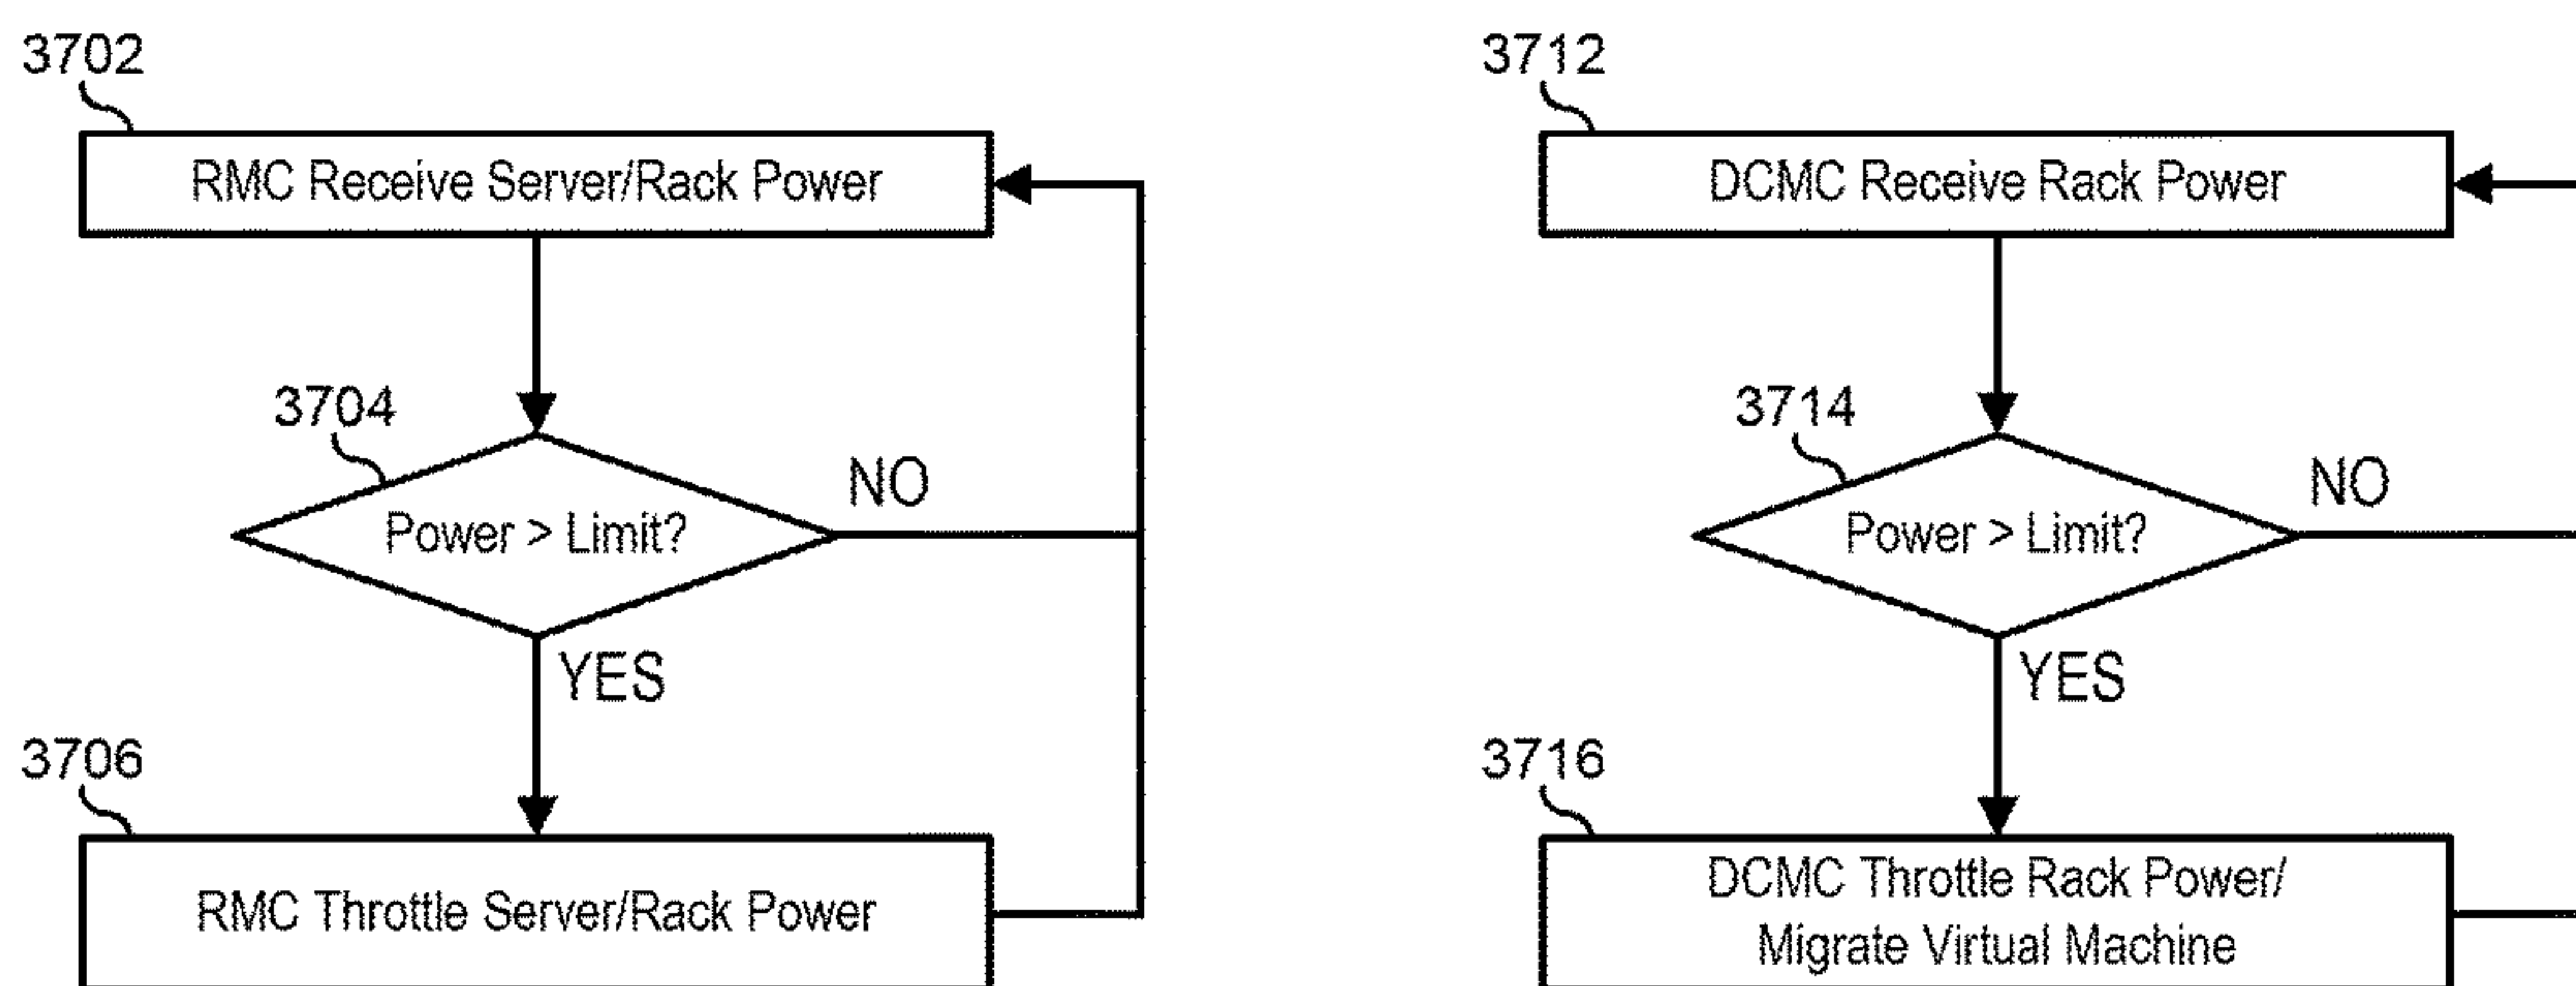 3702
RMC Receive Server/Rack Power
3704
Power > Limit?
NO
YES
3706
RMC Throttle Server/Rack Power
3712
DCMC Receive Rack Power
3714
Power > Limit?
NO
YES
3716
DCMC Throttle Rack Power/
Migrate Virtual Machine